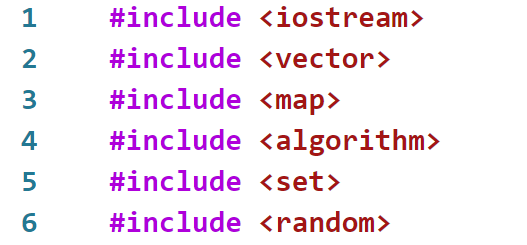 1 #include <iostream>
2 #include <vector>
3 #include <map>
4 #include <algorithm>
5 #include <set>
6 #include <random>